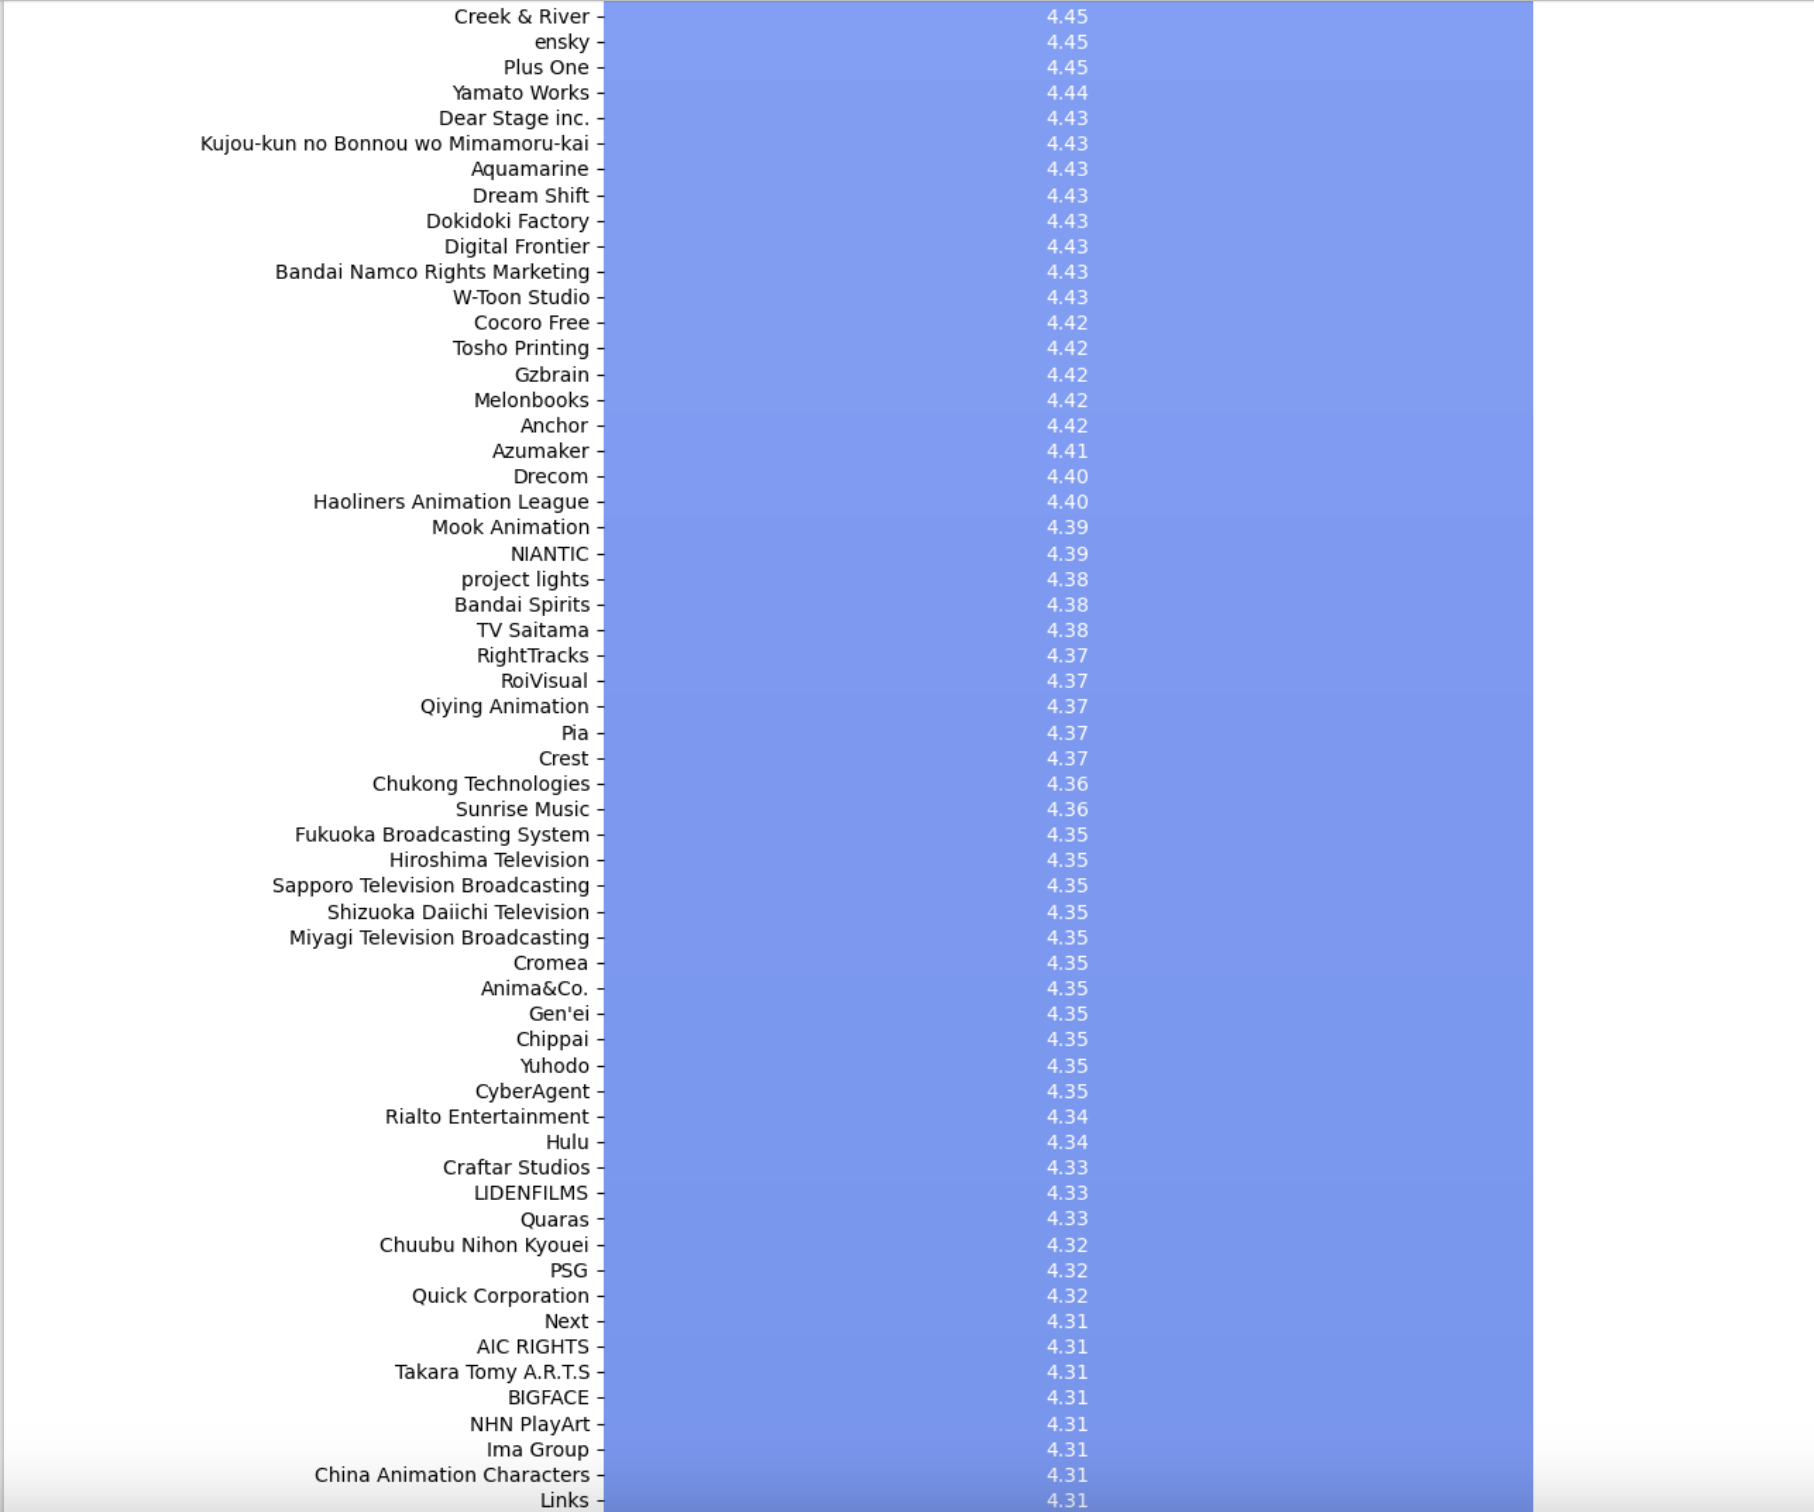 Creek & River 4.45
ensky 4.45
Plus One 4.45
Yamato Works 4.44
Dear Stage inc. 4.43
Kujou-kun no Bonnou wo Mimamoru-kai 4.43
Aquamarine 4.43
Dream Shift 4.43
Dokidoki Factory 4.43
Digital Frontier 4.43
Bandai Namco Rights Marketing 4.43
W-Toon Studio 4.43
Cocoro Free 4.42
Tosho Printing 4.42
Gzbrain 4.42
Melonbooks 4.42
Anchor 4.42
Azumaker 4.41
Drecom 4.40
Haoliners Animation League 4.40
Mook Animation 4.39
NIANTIC 4.39
project lights 4.38
Bandai Spirits 4.38
TV Saitama 4.38
RightTracks 4.37
RoiVisual 4.37
Qiying Animation 4.37
Pia 4.37
Crest 4.37
Chukong Technologies 4.36
Sunrise Music 4.36
Fukuoka Broadcasting System 4.35
Hiroshima Television 4.35
Sapporo Television Broadcasting 4.35
Shizuoka Daiichi Television 4.35
Miyagi Television Broadcasting 4.35
Cromea 4.35
Anima&Co. 4.35
Gen'ei 4.35
Chippai 4.35
Yuhodo 4.35
CyberAgent 4.35
Rialto Entertainment 4.34
Hulu 4.34
Craftar Studios 4.33
LIDENFILMS 4.33
Quaras 4.33
Chuubu Nihon Kyouei 4.32
PSG 4.32
Quick Corporation 4.32
Next 4.31
AIC RIGHTS 4.31
Takara Tomy A.R.T.S 4.31
BIGFACE 4.31
NHN PlayArt 4.31
Ima Group 4.31
China Animation Characters 4.31
Links 4.31